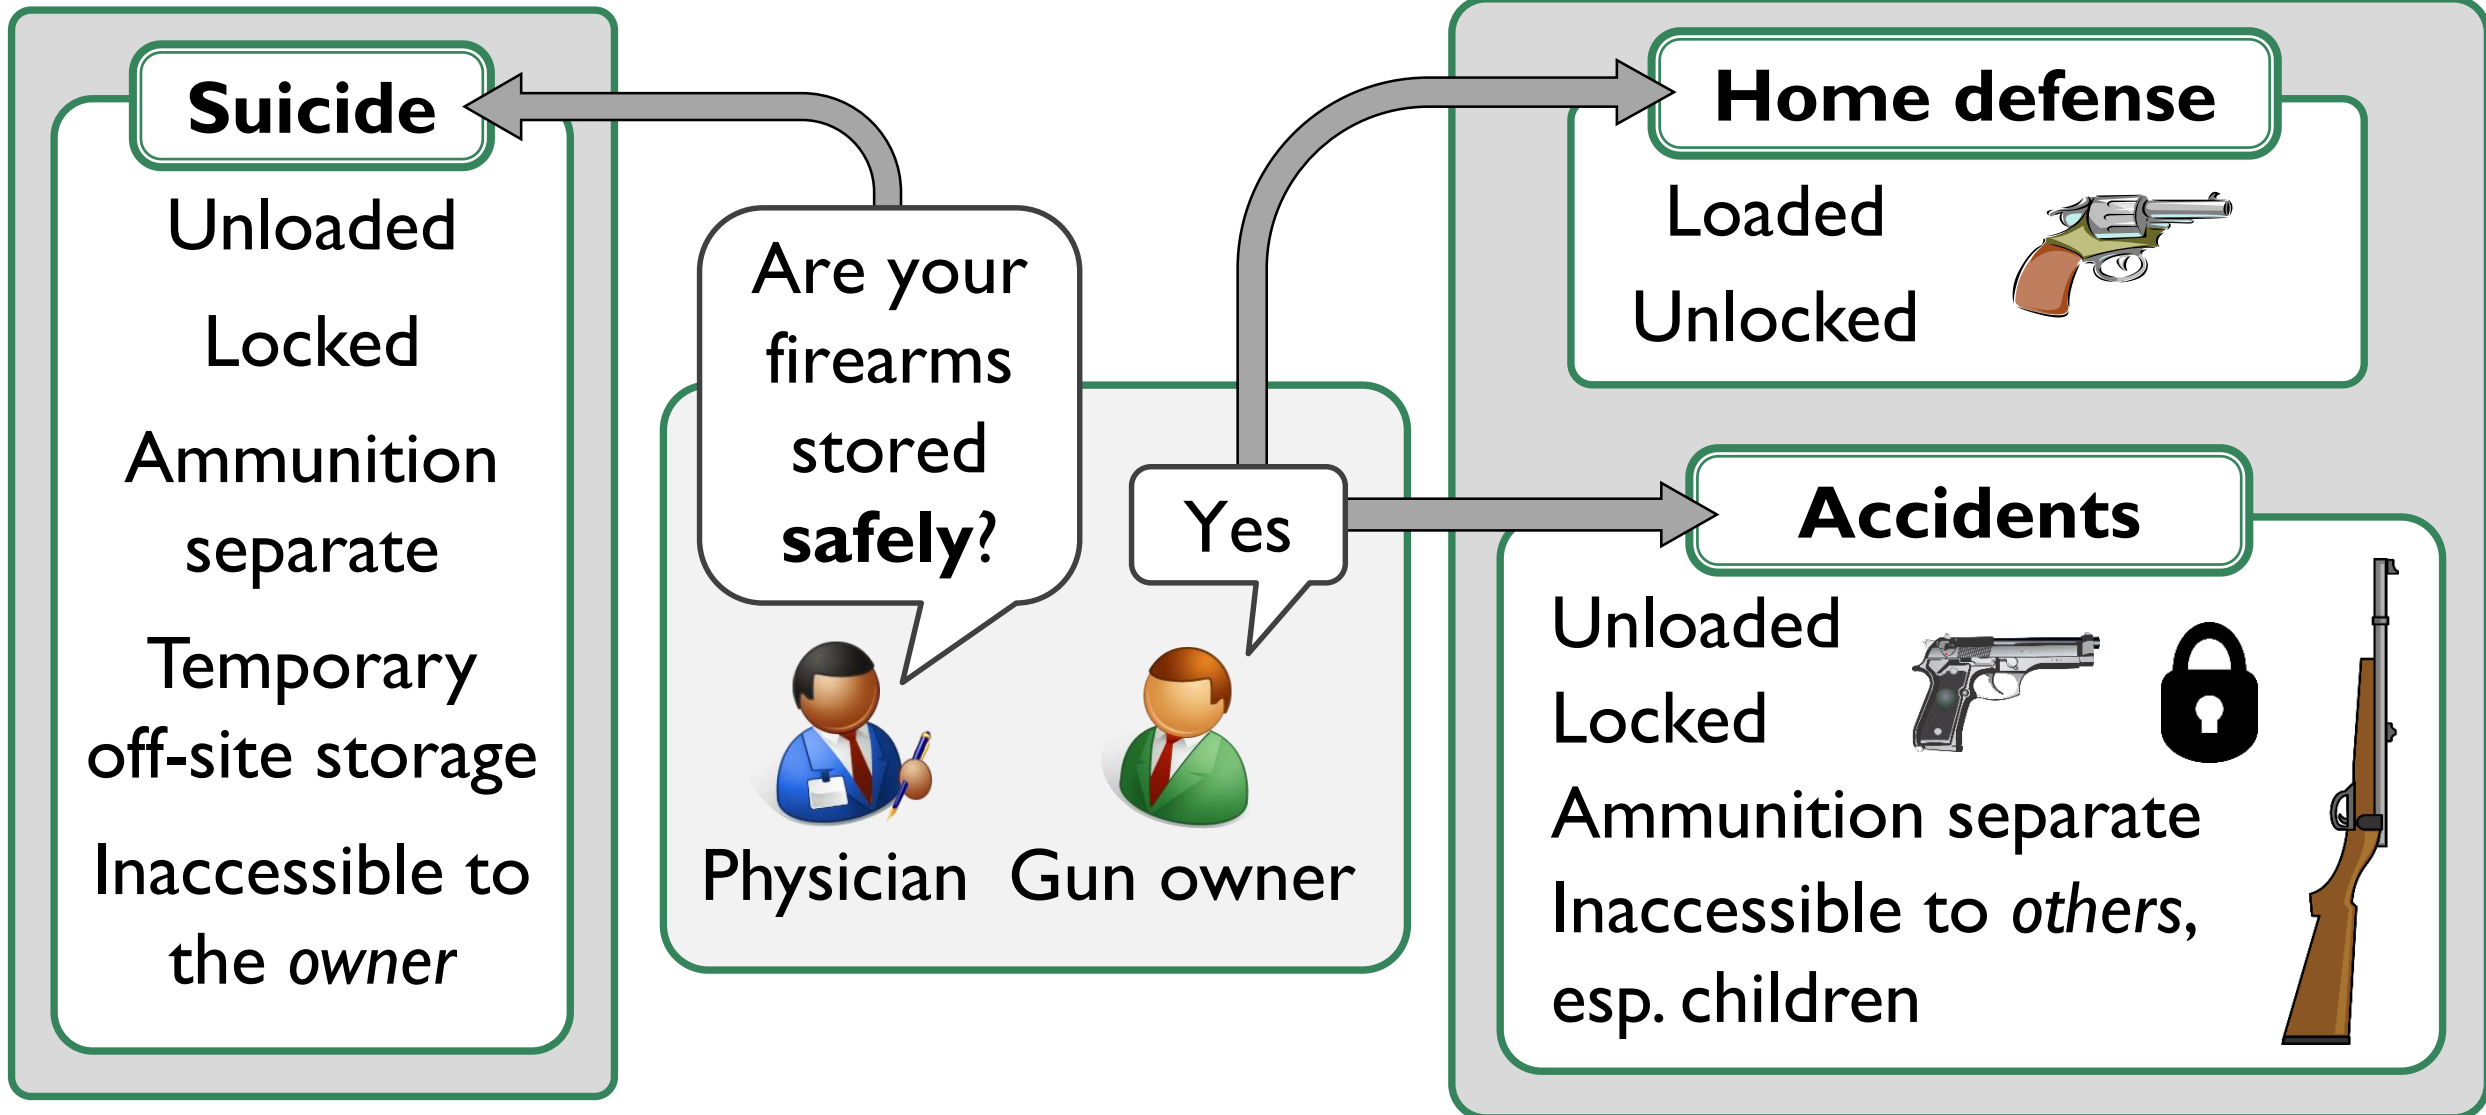 Suicide
Unloaded
Locked
Ammunition
separate
Temporary
off-site storage
Inaccessible to
the owner
Are your
firearms
stored
safely?
Yes
Physician
Gun owner
Home defense
Loaded
Unlocked
Accidents
Unloaded
Locked
Ammunition separate
Inaccessible to others,
esp. children